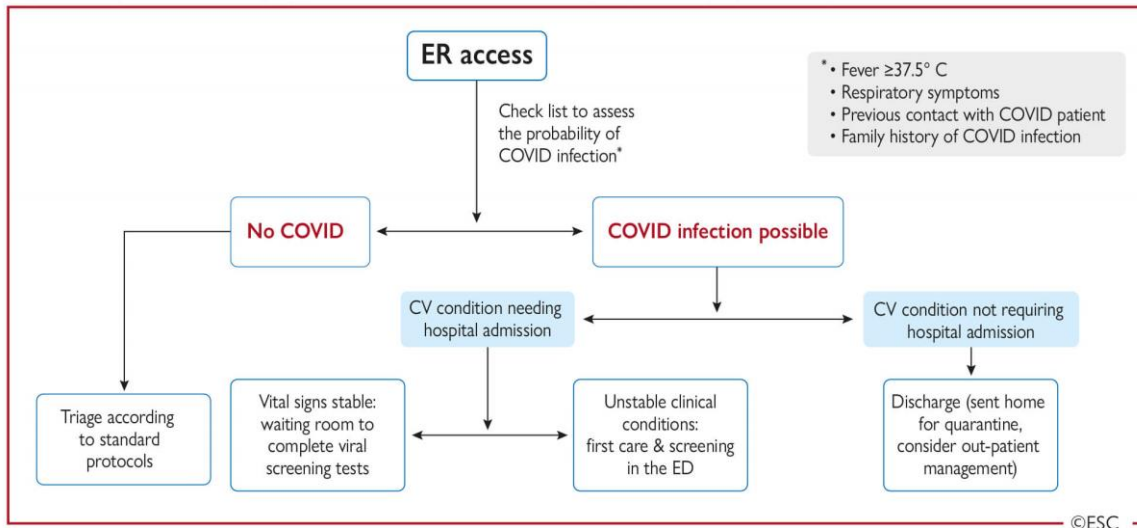 ER access
* • Fever ≥37.5° C
• Respiratory symptoms
• Previous contact with COVID patient
• Family history of COVID infection
Check list to assess
the probability of
COVID infection*
No COVID
COVID infection possible
CV condition needing
hospital admission
CV condition not requiring
hospital admission
Triage according
to standard
protocols
Vital signs stable:
waiting room to
complete viral
screening tests
Unstable clinical
conditions:
first care & screening
in the ED
Discharge (sent home
for quarantine,
consider out-patient
management)
©ESC